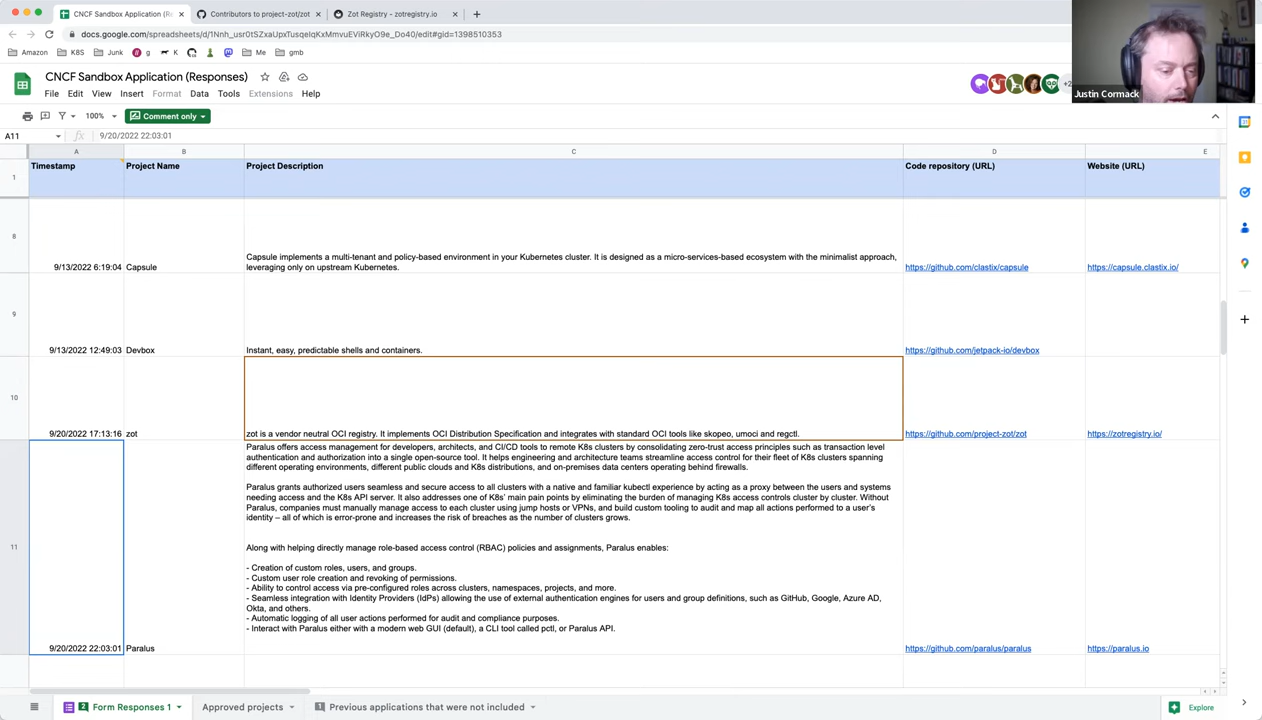 CNCF Sandbox Application (Re
Contributors to project-zot/zot
Zot Registry - zotregistry.io
docs.google.com/spreadsheets/d/1Nnh_usr0tSZxaUpxTusqeIqKxMmvuEViRkyO9e_Do40/edit#gid=1398510353
Amazon K8S Junk g K Me gmb
CNCF Sandbox Application (Responses)
File Edit View Insert Format Data Tools Extensions Help
+2
Justin Cormack
100% Comment only
A11 fx 9/20/2022 22:03:01
A B C D E
1 Timestamp Project Name Project Description Code repository (URL) Website (URL)
8
9/13/2022 6:19:04 Capsule
Capsule implements a multi-tenant and policy-based environment in your Kubernetes cluster. It is designed as a micro-services-based ecosystem with the minimalist approach,
leveraging only on upstream Kubernetes.
https://github.com/clastix/capsule https://capsule.clastix.io/
9
9/13/2022 12:49:03 Devbox Instant, easy, predictable shells and containers. https://github.com/jetpack-io/devbox
10
9/20/2022 17:13:16 zot zot is a vendor neutral OCI registry. It implements OCI Distribution Specification and integrates with standard OCI tools like skopeo, umoci and regctl. https://github.com/project-zot/zot https://zotregistry.io/
Paralus offers access management for developers, architects, and CI/CD tools to remote K8s clusters by consolidating zero-trust access principles such as transaction level
authentication and authorization into a single open-source tool. It helps engineering and architecture teams streamline access control for their fleet of K8s clusters spanning
different operating environments, different public clouds and K8s distributions, and on-premises data centers operating behind firewalls.
Paralus grants authorized users seamless and secure access to all clusters with a native and familiar kubectl experience by acting as a proxy between the users and systems
needing access and the K8s API server. It also addresses one of K8s' main pain points by eliminating the burden of managing K8s access controls cluster by cluster. Without
Paralus, companies must manually manage access to each cluster using jump hosts or VPNs, and build custom tooling to audit and map all actions performed to a user's
identity – all of which is error-prone and increases the risk of breaches as the number of clusters grows.
11
Along with helping directly manage role-based access control (RBAC) policies and assignments, Paralus enables:
- Creation of custom roles, users, and groups.
- Custom user role creation and revoking of permissions.
- Ability to control access via pre-configured roles across clusters, namespaces, projects, and more.
- Seamless integration with Identity Providers (IdPs) allowing the use of external authentication engines for users and group definitions, such as GitHub, Google, Azure AD,
Okta, and others.
- Automatic logging of all user actions performed for audit and compliance purposes.
- Interact with Paralus either with a modern web GUI (default), a CLI tool called pctl, or Paralus API.
9/20/2022 22:03:01 Paralus https://github.com/paralus/paralus https://paralus.io
2 Form Responses 1 Approved projects 1 Previous applications that were not included Explore